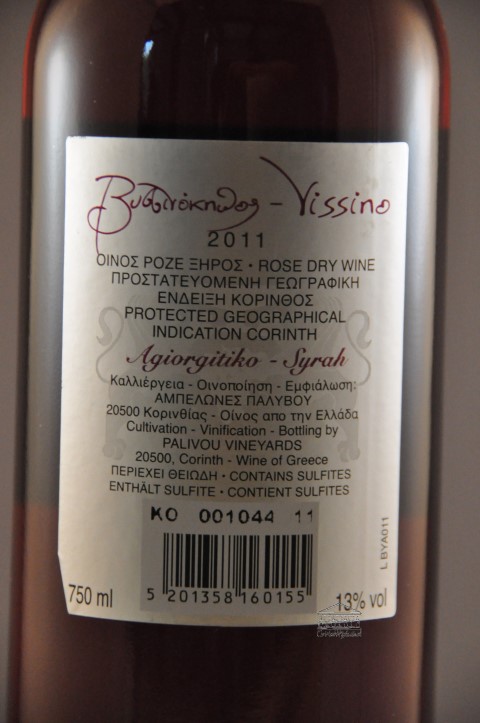 Βυσσινόκηπος - Vissino
2011
ΟΙΝΟΣ ΡΟΖΕ ΞΗΡΟΣ • ROSE DRY WINE
ΠΡΟΣΤΑΤΕΥΟΜΕΝΗ ΓΕΩΓΡΑΦΙΚΗ
ΕΝΔΕΙΞΗ ΚΟΡΙΝΘΟΣ
PROTECTED GEOGRAPHICAL
INDICATION CORINTH
Agiorgitiko - Syrah
Καλλιέργεια - Οινοποίηση - Εμφιάλωση:
ΑΜΠΕΛΩΝΕΣ ΠΑΛΥΒΟΥ
20500 Κορινθίας - Οίνος απο την Ελλάδα
Cultivation - Vinification - Bottling by
PALIVOU VINEYARDS
20500, Corinth - Wine of Greece
ΠΕΡΙΕΧΕΙ ΘΕΙΩΔΗ • CONTAINS SULFITES
ENTHÄLT SULFITE • CONTIENT SULFITES
KO 001044 11
5 201358 160155
750 ml
13% vol
L BYA011